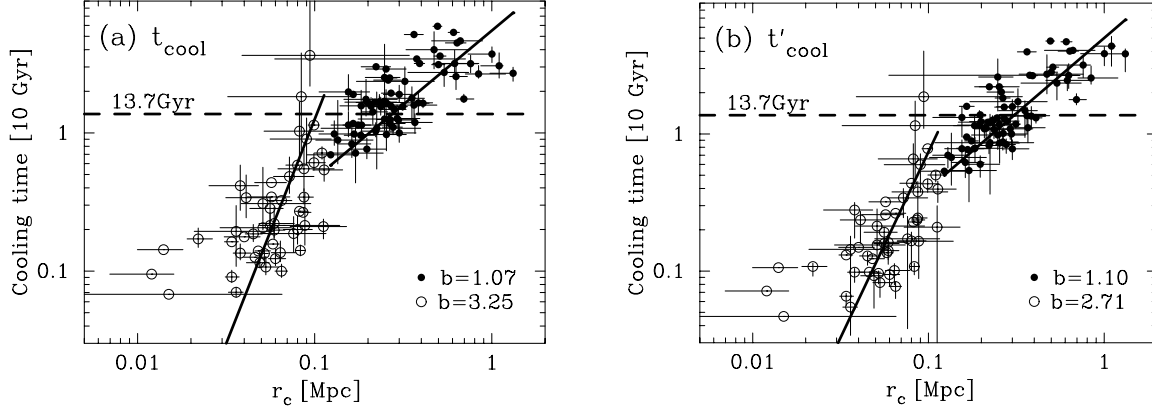 (a) t_cool
13.7Gyr
1
0.1
b=1.07
b=3.25
0.01 0.1 1
r_c [Mpc]
Cooling time [10 Gyr]
(b) t'_cool
13.7Gyr
1
0.1
b=1.10
b=2.71
0.01 0.1 1
r_c [Mpc]
Cooling time [10 Gyr]